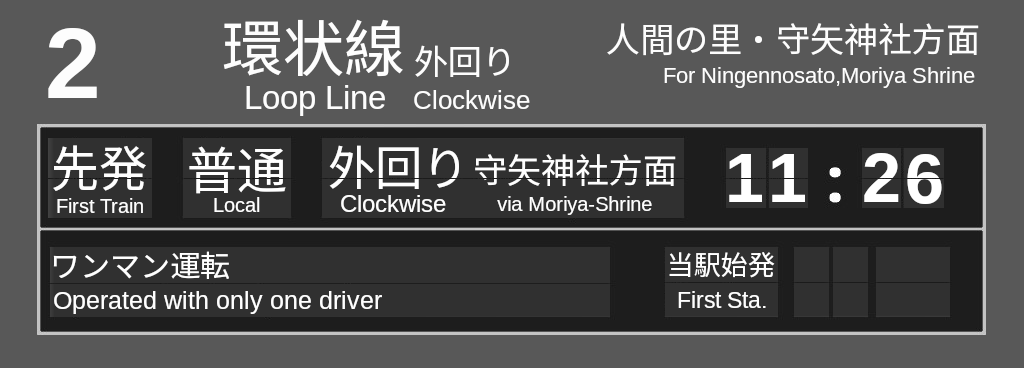 2
環状線 外回り
Loop Line Clockwise
人間の里・守矢神社方面
For Ningennosato,Moriya Shrine
先発 普通 外回り 守矢神社方面 11:26
First Train Local Clockwise via Moriya-Shrine
ワンマン運転 当駅始発
Operated with only one driver First Sta.